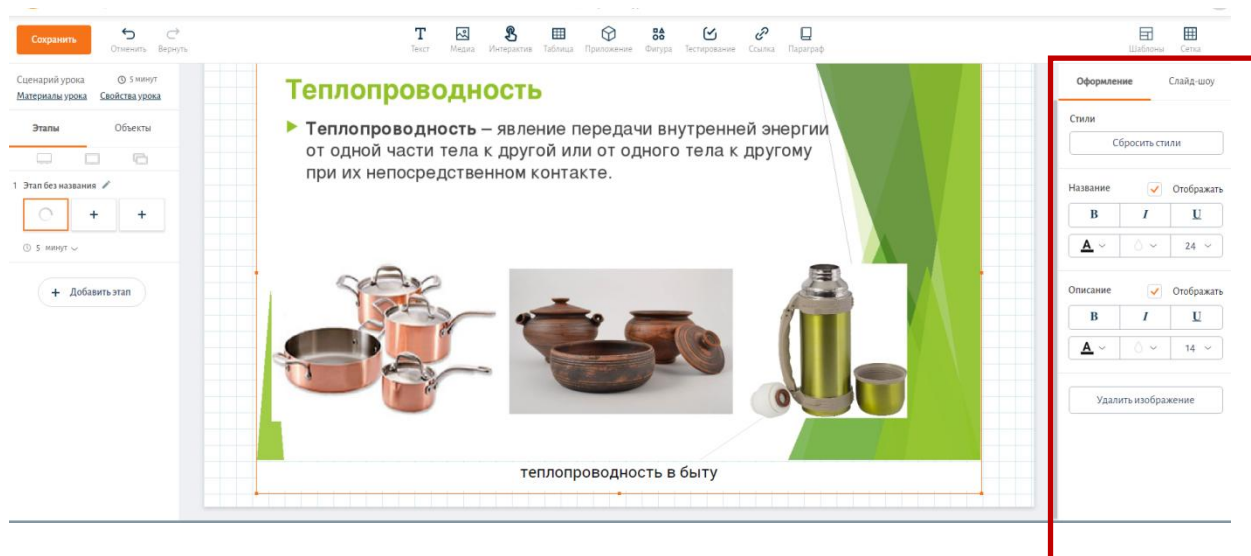 Сохранить
Отменить Вернуть
Текст Медиа Интерактив Таблица Приложение Фигура Тестирование Ссылка Параграф
Шаблоны Сетка
Сценарий урока 5 минут
Материалы урока Свойства урока
Этапы Объекты
1 Этап без названия
+ +
5 минут
+ Добавить этап
Теплопроводность
Теплопроводность – явление передачи внутренней энергии
от одной части тела к другой или от одного тела к другому
при их непосредственном контакте.
теплопроводность в быту
Оформление Слайд-шоу
Стили
Сбросить стили
Название Отображать
B I U
A 24
Описание Отображать
B I U
A 14
Удалить изображение